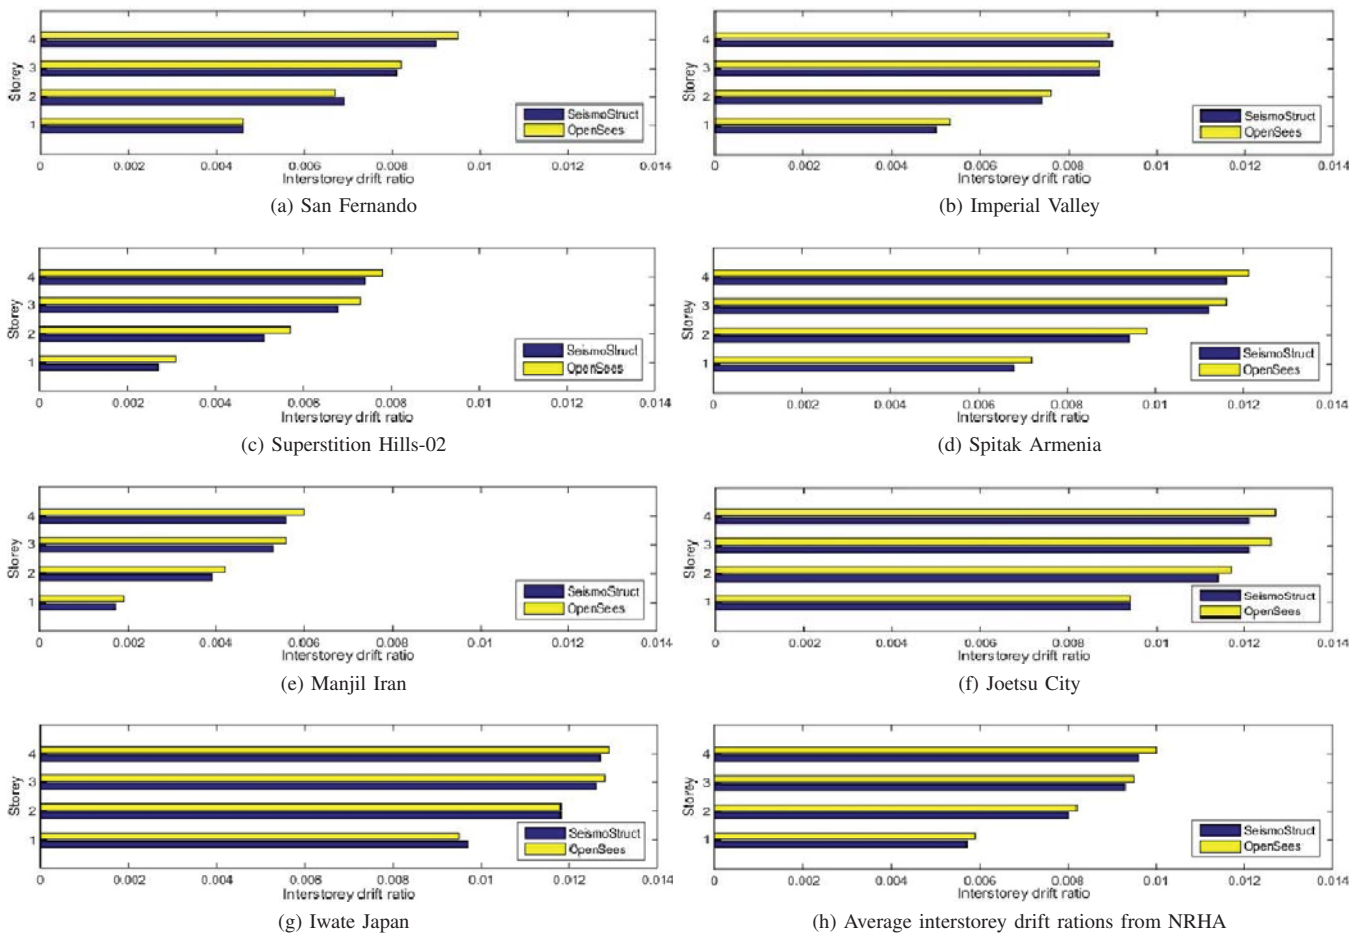 4
3
2
1
Storey
SeismoStruct
OpenSees
0 0.002 0.004 0.006 0.008 0.01 0.012 0.014
Interstorey drift ratio
(a) San Fernando
4
3
2
1
Storey
SeismoStruct
OpenSees
0 0.002 0.004 0.006 0.008 0.01 0.012 0.014
Interstorey drift ratio
(b) Imperial Valley
4
3
2
1
Storey
SeismoStruct
OpenSees
0 0.002 0.004 0.006 0.008 0.01 0.012 0.014
Interstorey drift ratio
(c) Superstition Hills-02
4
3
2
1
Storey
SeismoStruct
OpenSees
0 0.002 0.004 0.006 0.008 0.01 0.012 0.014
Interstorey drift ratio
(d) Spitak Armenia
4
3
2
1
Storey
SeismoStruct
OpenSees
0 0.002 0.004 0.006 0.008 0.01 0.012 0.014
Interstorey drift ratio
(e) Manjil Iran
4
3
2
1
Storey
SeismoStruct
OpenSees
0 0.002 0.004 0.006 0.008 0.01 0.012 0.014
Interstorey drift ratio
(f) Joetsu City
4
3
2
1
Storey
SeismoStruct
OpenSees
0 0.002 0.004 0.006 0.008 0.01 0.012 0.014
Interstorey drift ratio
(g) Iwate Japan
4
3
2
1
Storey
SeismoStruct
OpenSees
0 0.002 0.004 0.006 0.008 0.01 0.012 0.014
Interstorey drift ratio
(h) Average interstorey drift rations from NRHA